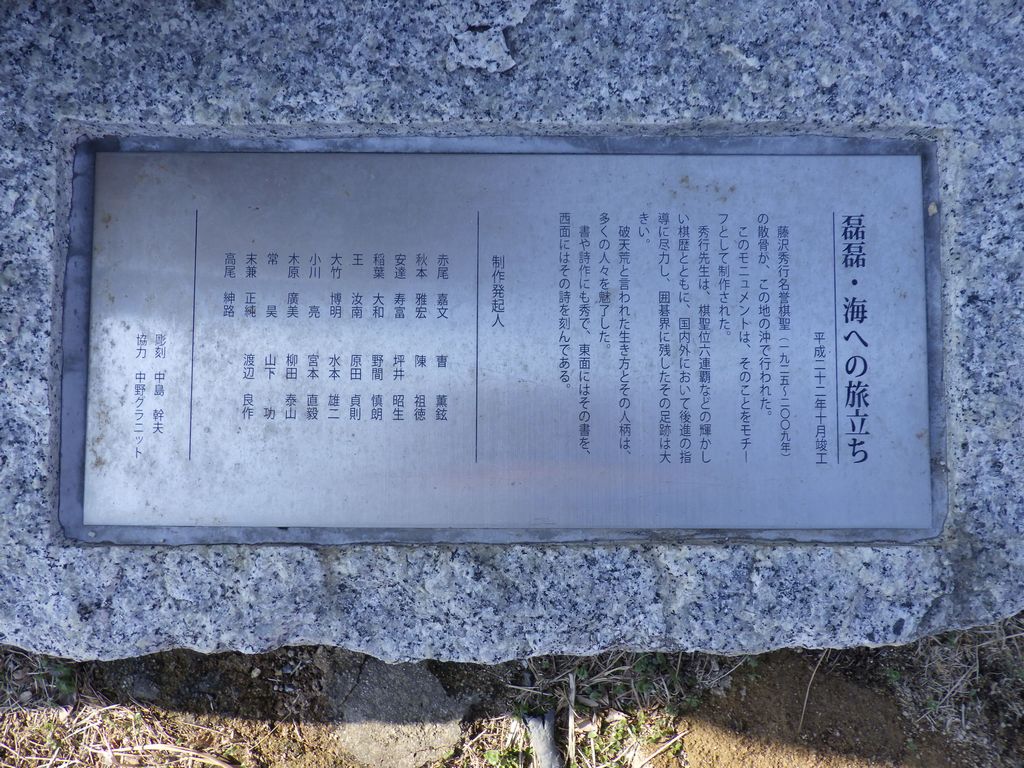 磊磊・海への旅立ち
平成二十二年十月竣工
藤沢秀行名誉棋聖(一九二五〜二〇〇九年)
の散骨が、この地の沖で行われた。
このモニュメントは、そのことをモチー
フとして制作された。
秀行先生は、棋聖位六連覇などの輝かし
い棋歴とともに、国内外において後進の指
導に尽力し、囲碁界に残したその足跡は大
きい。
破天荒と言われた生き方とその人柄は、
多くの人々を魅了した。
書や詩作にも秀で、東面にはその書を、
西面にはその詩を刻んである。
制作発起人
赤尾 嘉文 曺 薫鉉
秋本 雅宏 陳 祖徳
安達 寿富 坪井 昭生
稲葉 大和 野間 慎朗
王 汝南 原田 貞則
大竹 博明 水本 雄二
小川 亮 宮本 直毅
木原 廣美 柳田 泰山
常 昊 山下 功
末兼 正純 渡辺 良作
高尾 紳路
彫刻 中島 幹夫
協力 中野グラニット